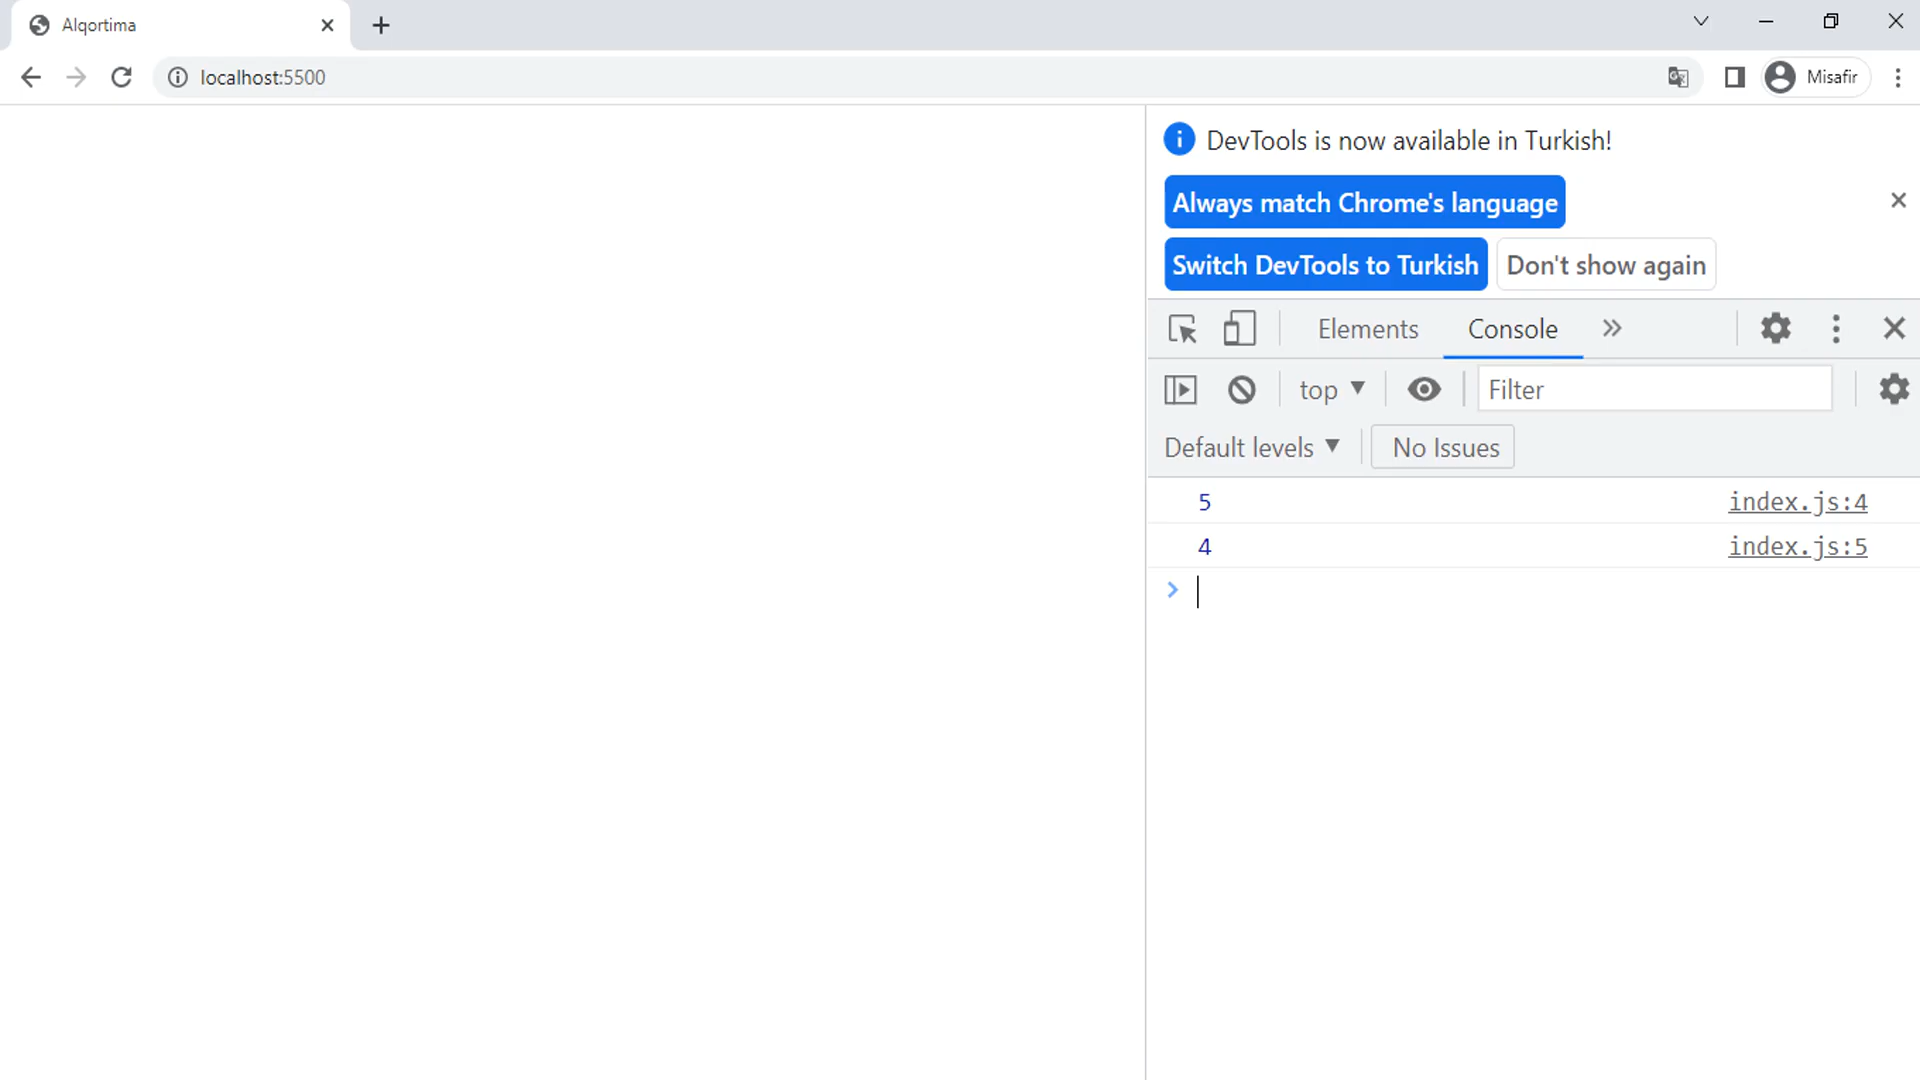 Alqortima
localhost:5500
Misafir
DevTools is now available in Turkish!
Always match Chrome's language
Switch DevTools to Turkish Don't show again
Elements Console
top Filter
Default levels No Issues
5 index.js:4
4 index.js:5